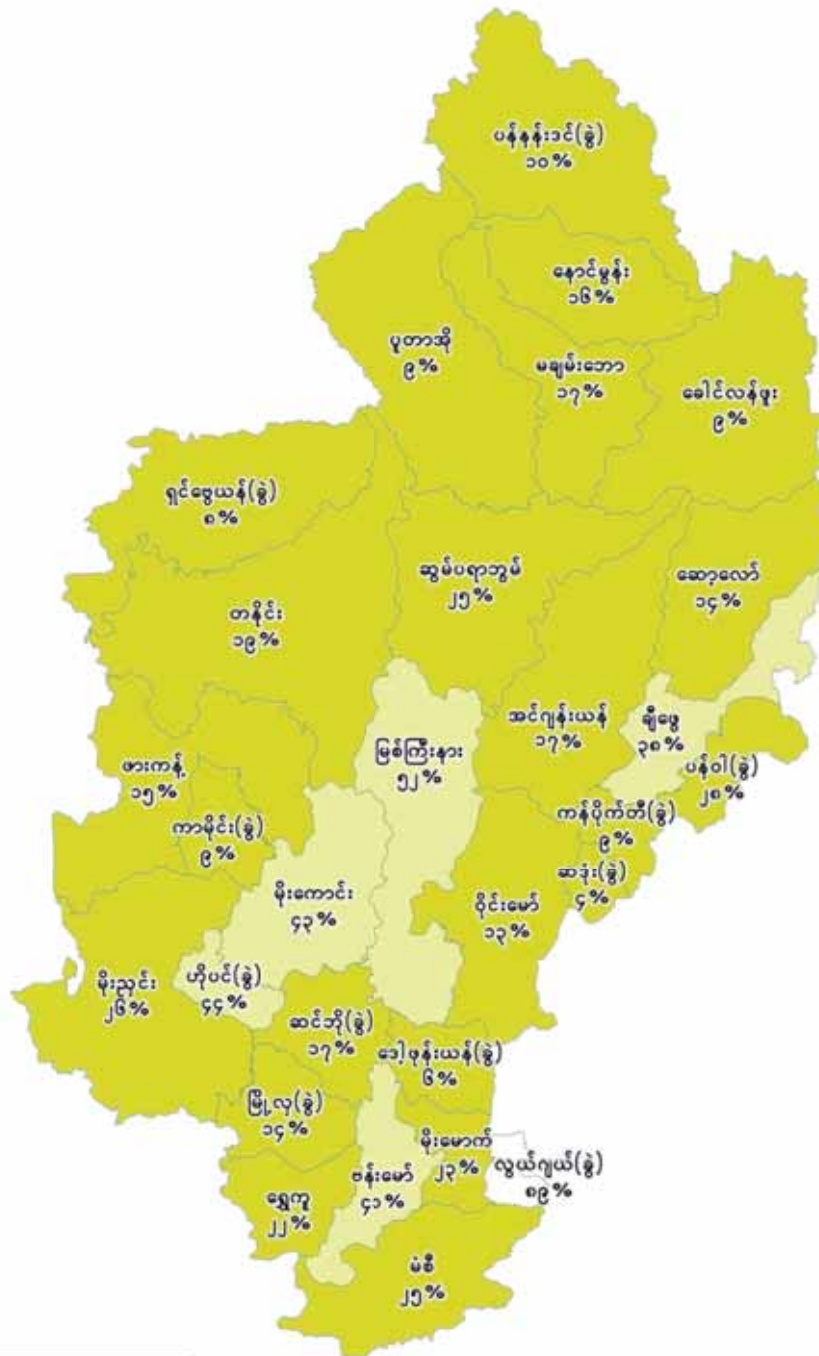 ပန်နန်းဒင်(ခွဲ)
၁၀%
နောင်မွန်း
၁၆%
ပူတာအို
၉%
မချမ်းဘော
၁၇%
ခေါင်လန်ဖူး
၉%
ရှင်ဗွေယန်(ခွဲ)
၈%
ဆွမ်ပရာဘွမ်
၂၅%
ဆော့လော်
၁၄%
တနိုင်း
၁၉%
အင်ဂျန်းယန်
၁၇%
ချီဖွေ
၃၈%
မြစ်ကြီးနား
၅၂%
ပန်ဝါ(ခွဲ)
၂၈%
ဖားကန့်
၁၅%
ကာမိုင်း(ခွဲ)
၉%
ကန်ပိုက်တီ(ခွဲ)
၉%
ဆဒုံး(ခွဲ)
၄%
မိုးကောင်း
၄၃%
ဝိုင်းမော်
၁၃%
မိုးညှင်း
၂၆%
ဟိုပင်(ခွဲ)
၄၄%
ဆင်ဘို(ခွဲ)
၁၇%
ဒေါ့ဖုန်းယန်(ခွဲ)
၆%
မြို့လှ(ခွဲ)
၁၄%
မိုးမောက်
၂၃%
လွယ်ဂျယ်(ခွဲ)
၈၉%
ဗန်းမော်
၄၁%
ရွှေကူ
၂၂%
မံစီ
၂၅%